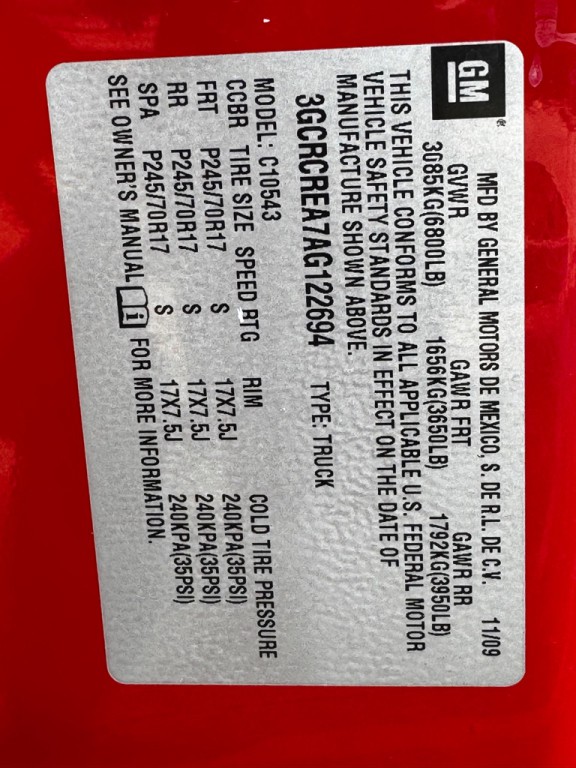 GM
MFD BY GENERAL MOTORS DE MEXICO, S. DE R.L. DE C.V. 11/09
GVWR GAWR FRT GAWR RR
3085KG(6800LB) 1656KG(3650LB) 1792KG(3950LB)
THIS VEHICLE CONFORMS TO ALL APPLICABLE U.S. FEDERAL MOTOR
VEHICLE SAFETY STANDARDS IN EFFECT ON THE DATE OF
MANUFACTURE SHOWN ABOVE.
3GCRCREA7AG122694 TYPE: TRUCK
MODEL: C10543
CCBR TIRE SIZE SPEED RTG RIM COLD TIRE PRESSURE
FRT P245/70R17 S 17X7.5J 240KPA(35PSI)
RR P245/70R17 S 17X7.5J 240KPA(35PSI)
SPA P245/70R17 S 17X7.5J 240KPA(35PSI)
SEE OWNER'S MANUAL FOR MORE INFORMATION.